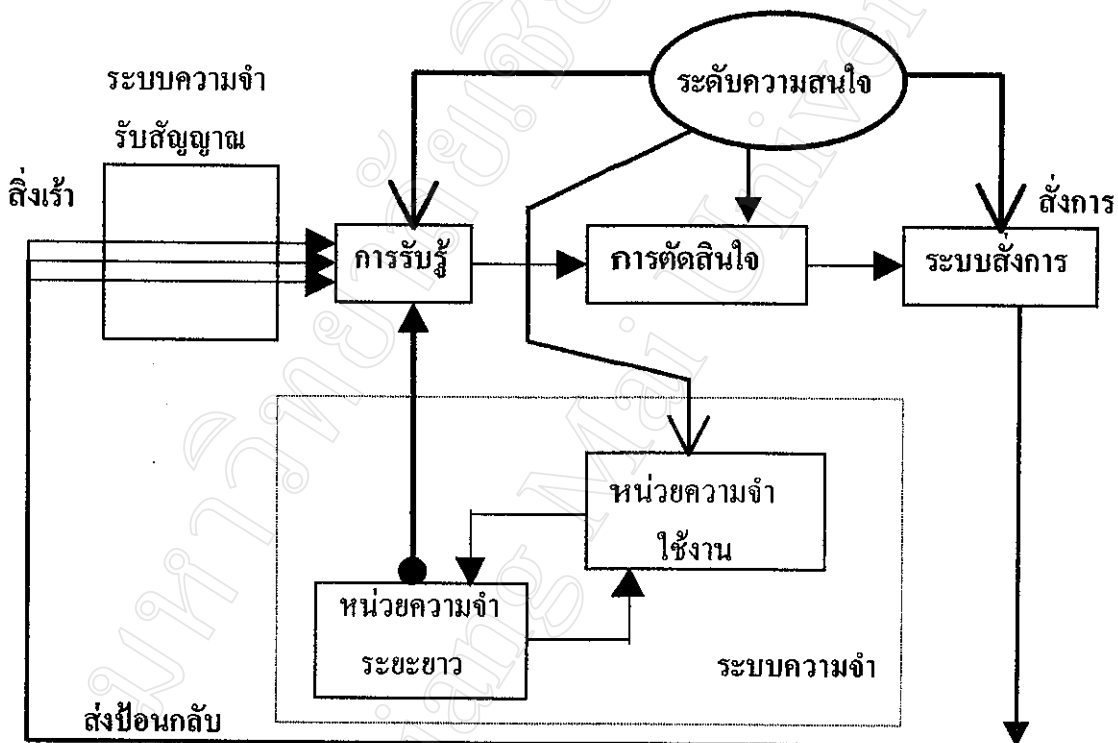 ระดับความสนใจ
ระบบความจำ
รับสัญญาณ
สิ่งเร้า
สั่งการ
การรับรู้
การตัดสินใจ
ระบบสั่งการ
หน่วยความจำ
ใช้งาน
หน่วยความจำ
ระยะยาว
ระบบความจำ
ส่งป้อนกลับ